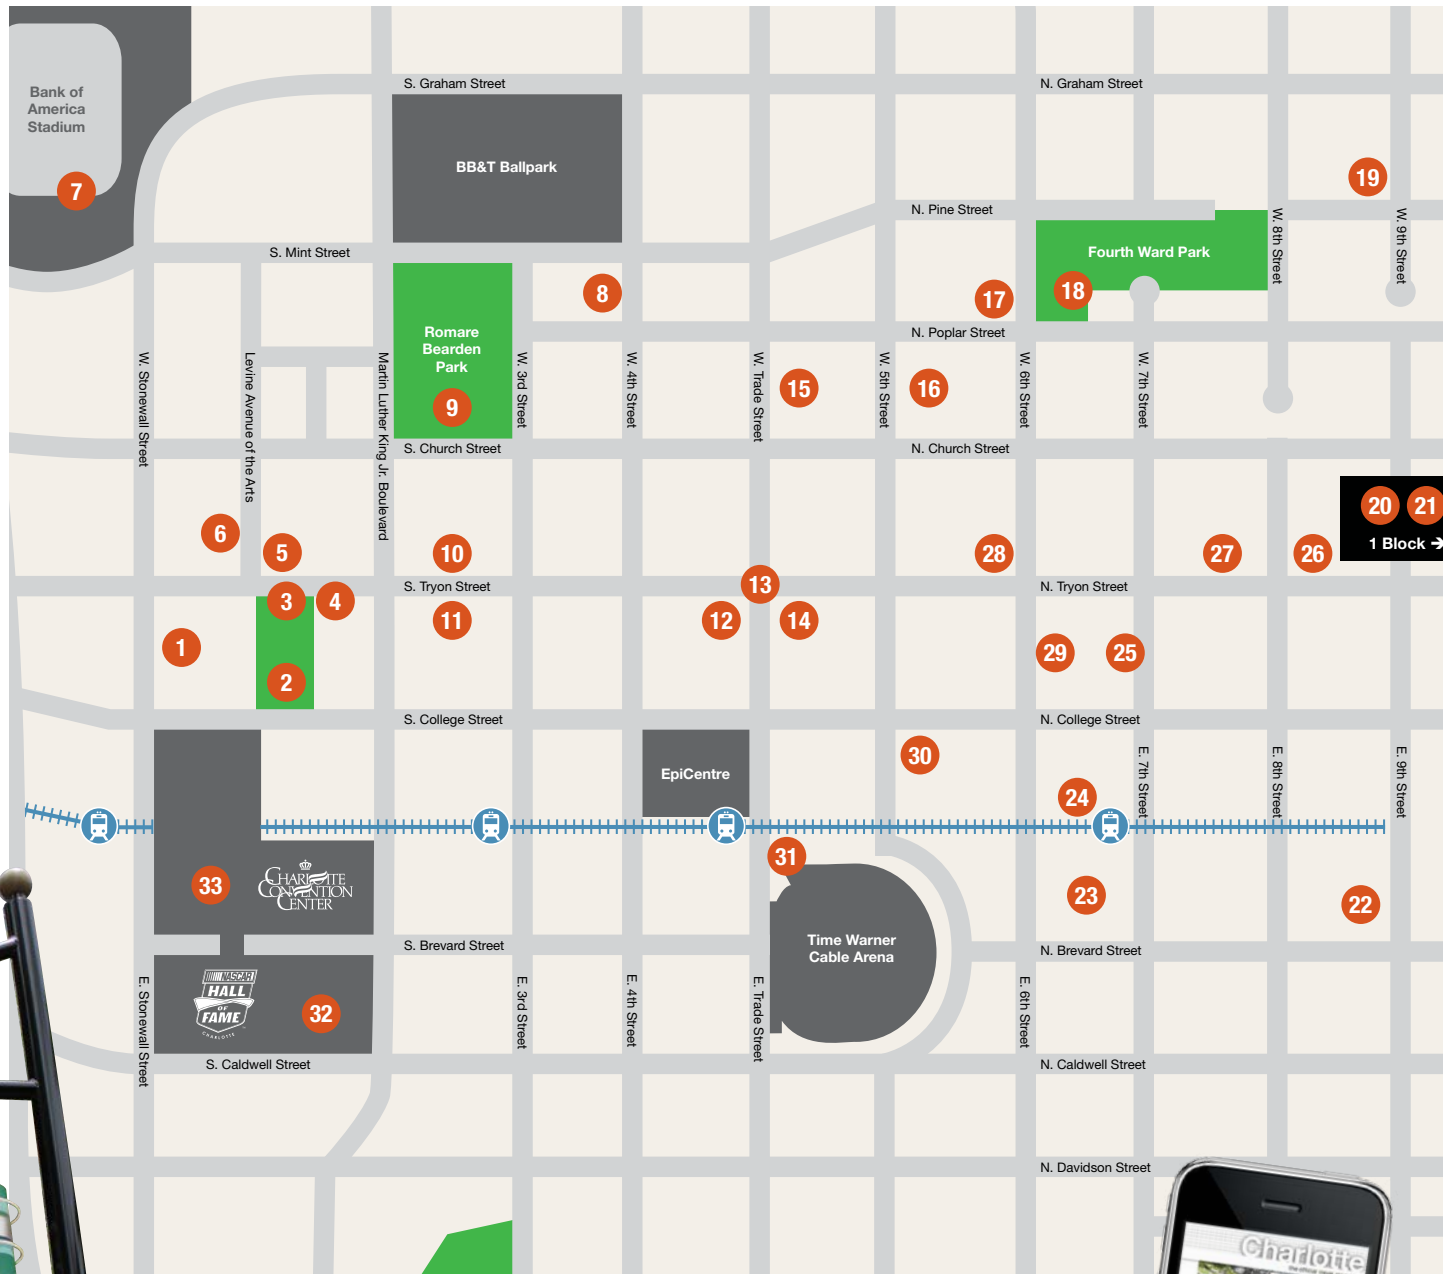 S. Graham Street
N. Graham Street
Bank of
America
Stadium
7
BB&T Ballpark
19
N. Pine Street
W. 8th Street
W. 9th Street
S. Mint Street
Fourth Ward Park
8
17
18
Romare
Bearden
Park
N. Poplar Street
W. Stonewall Street
Levine Avenue of the Arts
Martin Luther King Jr. Boulevard
W. 3rd Street
W. 4th Street
W. Trade Street
W. 5th Street
W. 6th Street
W. 7th Street
9
15
16
S. Church Street
N. Church Street
20
21
1 Block →
6
5
10
28
27
26
S. Tryon Street
13
N. Tryon Street
3
4
11
12
14
1
29
25
2
S. College Street
N. College Street
30
EpiCentre
E. 7th Street
E. 8th Street
E. 9th Street
24
31
33
CHARLOTTE
CONVENTION
CENTER
23
22
Time Warner
Cable Arena
S. Brevard Street
N. Brevard Street
NASCAR
HALL
OF
FAME
CHARLOTTE
32
E. Stonewall Street
E. 3rd Street
E. 4th Street
E. Trade Street
E. 6th Street
S. Caldwell Street
N. Caldwell Street
N. Davidson Street
Charlotte